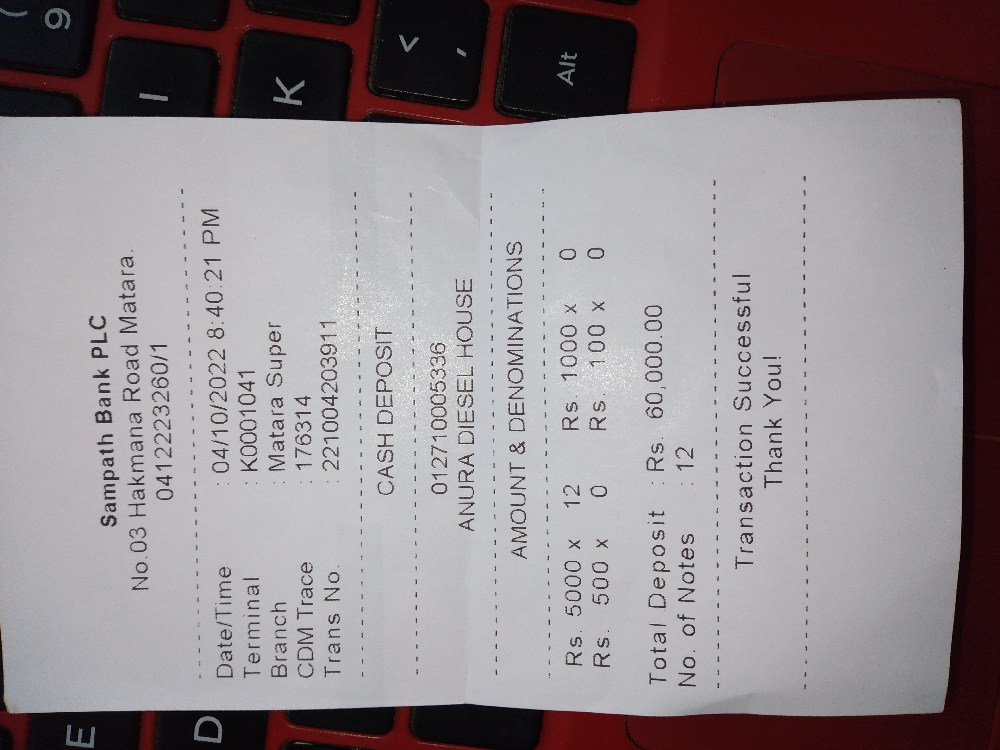 Sampath Bank PLC
No.03 Hakmana Road Matara.
0412223260/1
Date/Time : 04/10/2022 8:40:21 PM
Terminal : K0001041
Branch : Matara Super
CDM Trace : 176314
Trans No. : 221004203911
CASH DEPOSIT
012710005336
ANURA DIESEL HOUSE
AMOUNT & DENOMINATIONS
Rs. 5000 x 12 Rs. 1000 x 0
Rs. 500 x 0 Rs. 100 x 0
Total Deposit : Rs. 60,000.00
No. of Notes : 12
Transaction Successful
Thank You!
9
(
I
K
<
,
Alt
E
D